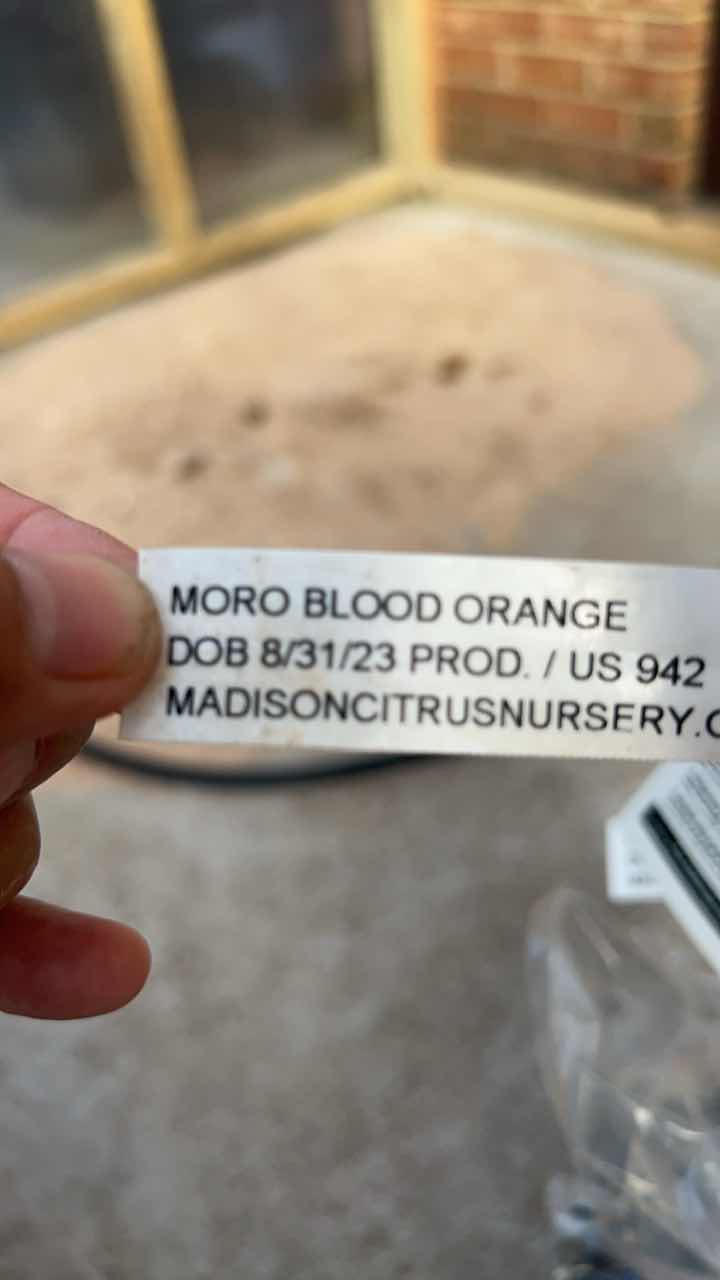 MORO BLOOD ORANGE
DOB 8/31/23 PROD. / US 942
MADISONCITRUSNURSERY.C